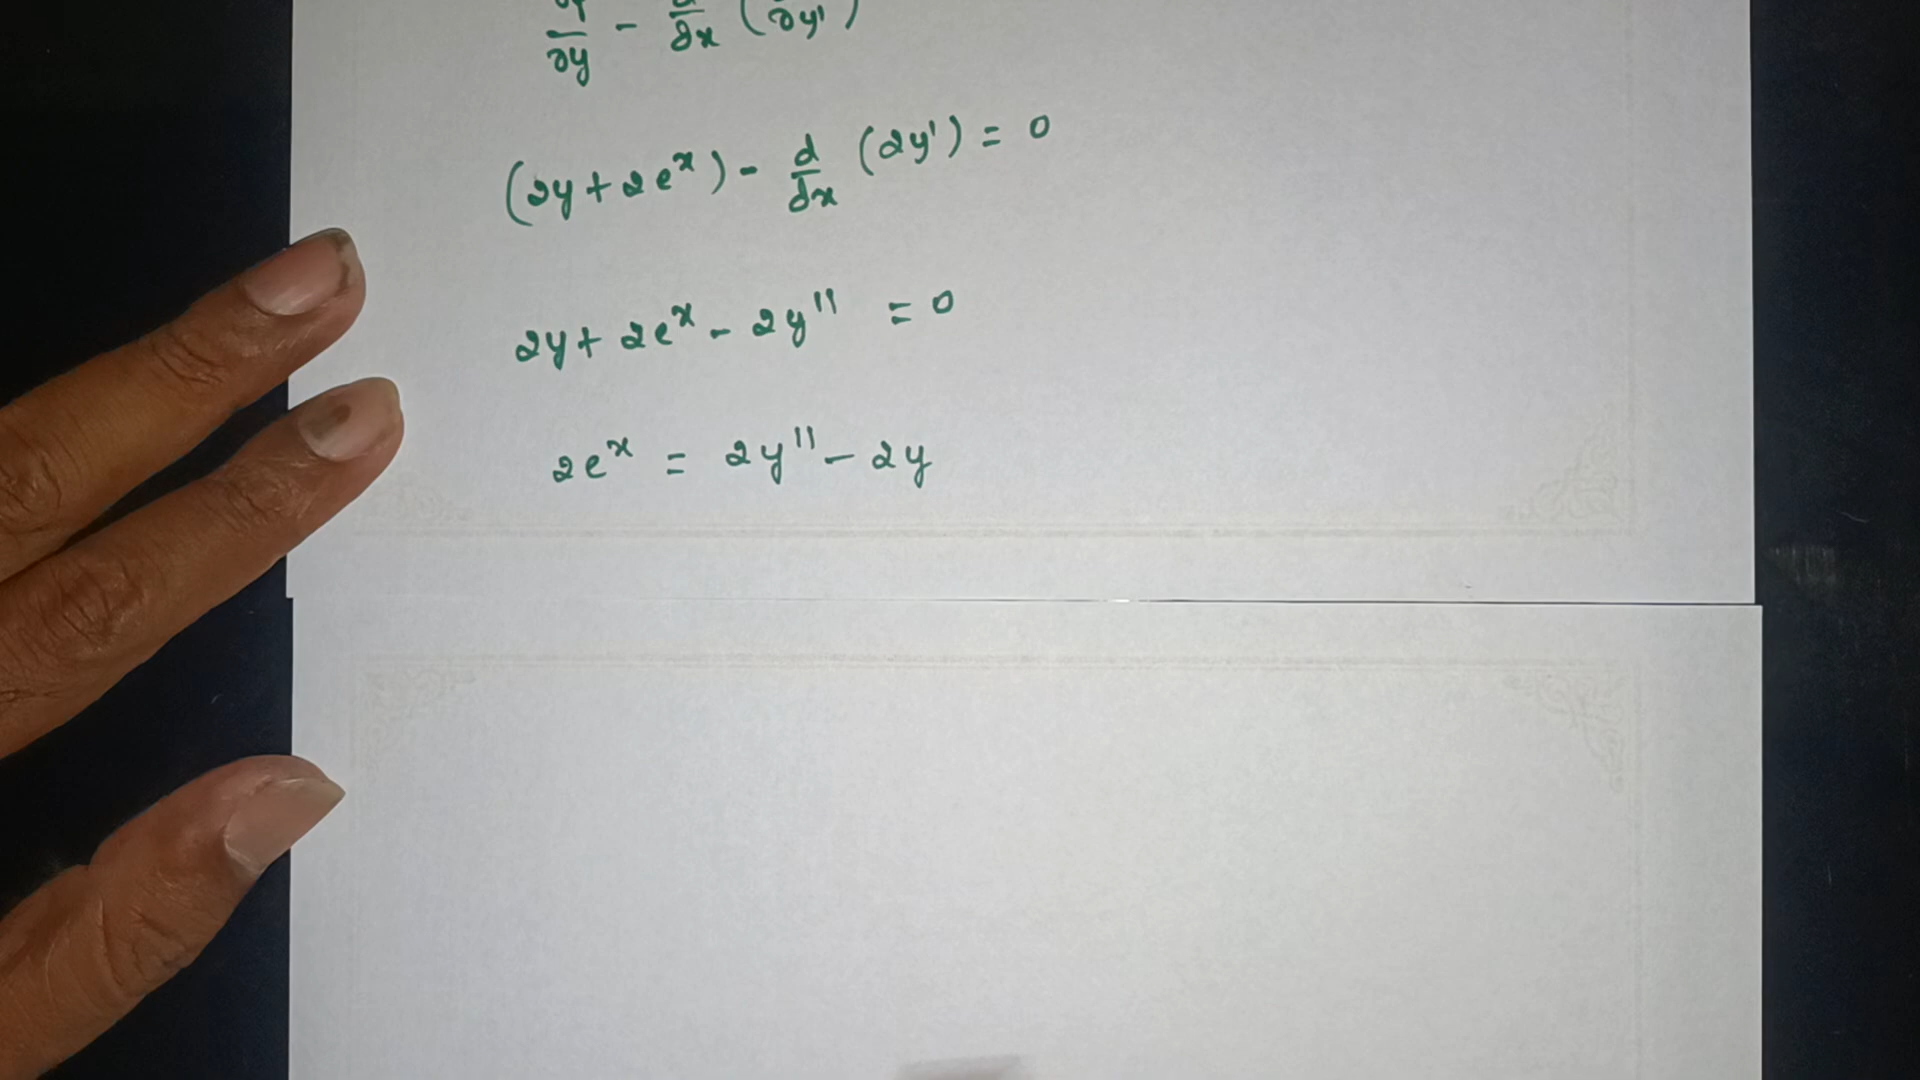 ∂y - ∂x (∂y')
(2y + 2e^x) - d/dx (2y') = 0
2y + 2e^x - 2y'' = 0
2e^x = 2y'' - 2y